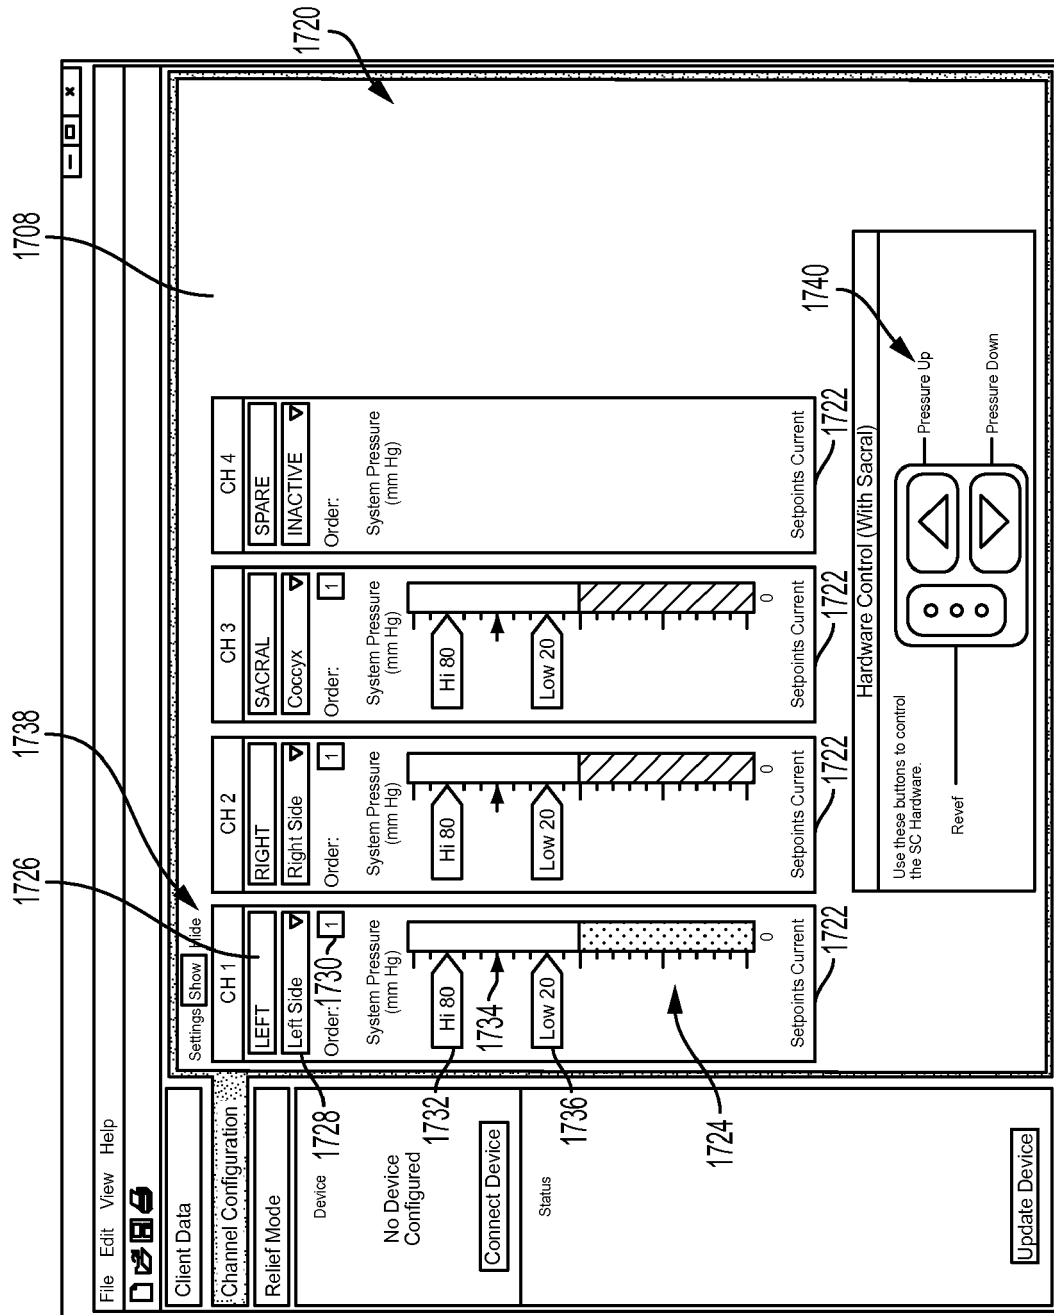 1708
1720
1738
1726
File Edit View Help
Client Data
Channel Configuration
Relief Mode
Device
No Device
Configured
Connect Device
Status
Update Device
Settings Show Hide
CH 1
LEFT
Left Side
Order: 1730 1
System Pressure
(mm Hg)
Hi 80
1734
Low 20
0
Setpoints Current
1722
1728
1732
1736
1724
CH 2
RIGHT
Right Side
Order: 1
System Pressure
(mm Hg)
Hi 80
Low 20
0
Setpoints Current
1722
CH 3
SACRAL
Coccyx
Order: 1
System Pressure
(mm Hg)
Hi 80
Low 20
0
Setpoints Current
1722
CH 4
SPARE
INACTIVE
Order:
System Pressure
(mm Hg)
Setpoints Current
1722
Hardware Control (With Sacral)
Use these buttons to control
the SC Hardware.
Revef
Pressure Up
Pressure Down
1740